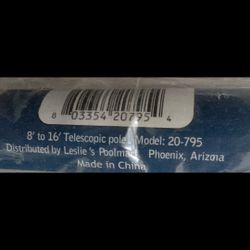 8 03354 20795 4
8' to 16' Telescopic pole Model: 20-795
Distributed by Leslie's Poolmart Phoenix, Arizona
Made in China